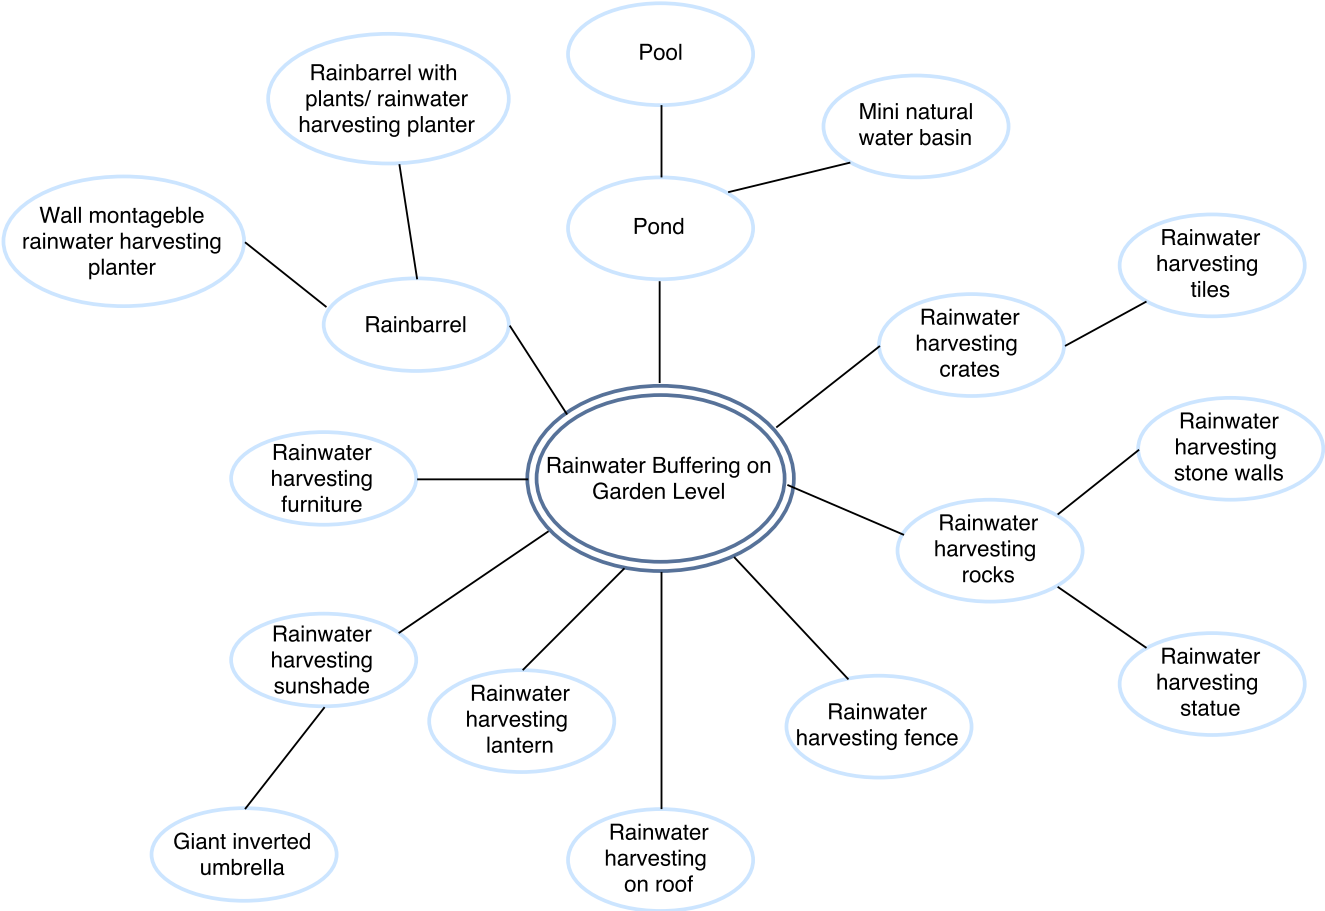 Pool
Rainbarrel with
plants/ rainwater
harvesting planter
Mini natural
water basin
Wall montageble
rainwater harvesting
planter
Pond
Rainwater
harvesting
tiles
Rainbarrel
Rainwater
harvesting
crates
Rainwater
harvesting
stone walls
Rainwater
harvesting
furniture
Rainwater Buffering on
Garden Level
Rainwater
harvesting
rocks
Rainwater
harvesting
sunshade
Rainwater
harvesting
lantern
Rainwater
harvesting fence
Rainwater
harvesting
statue
Giant inverted
umbrella
Rainwater
harvesting
on roof